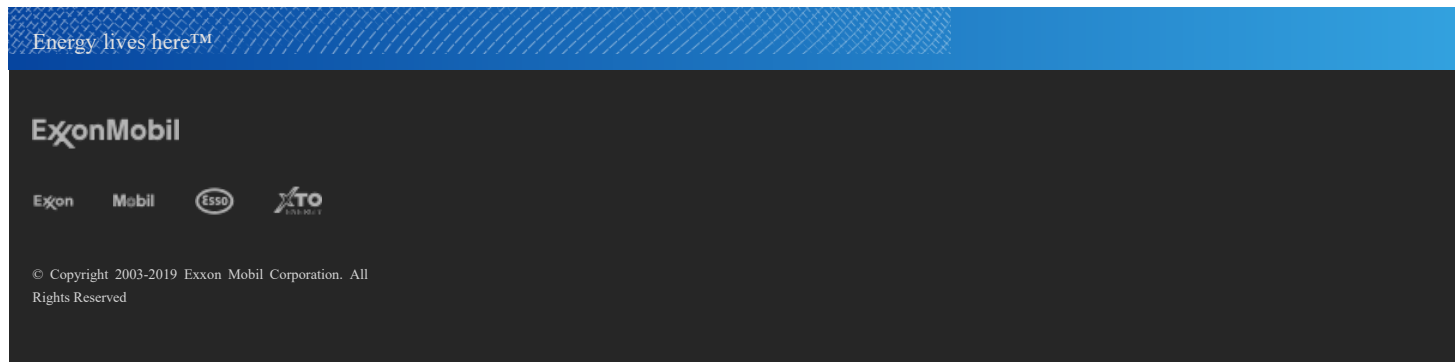 Energy lives here™
ExxonMobil
Exxon Mobil Esso XTO
© Copyright 2003-2019 Exxon Mobil Corporation. All
Rights Reserved